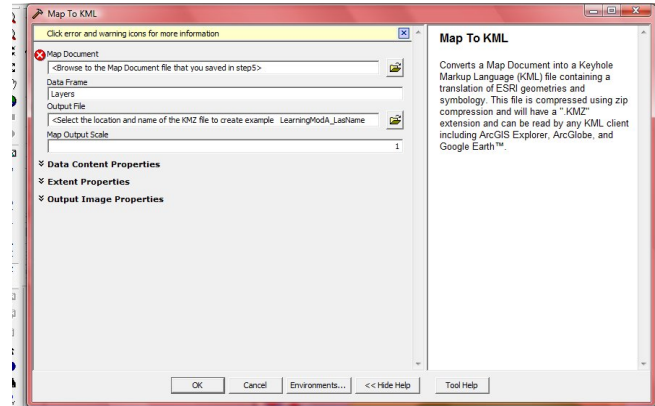 Map To KML
Click error and warning icons for more information
Map Document
<Browse to the Map Document file that you saved in step5>
Data Frame
Layers
Output File
<Select the location and name of the KMZ file to create example LearningModA_LasName
Map Output Scale
1
Data Content Properties
Extent Properties
Output Image Properties
Map To KML
Converts a Map Document into a Keyhole
Markup Language (KML) file containing a
translation of ESRI geometries and
symbology. This file is compressed using zip
compression and will have a ".KMZ"
extension and can be read by any KML client
including ArcGIS Explorer, ArcGlobe, and
Google Earth™.
OK Cancel Environments... << Hide Help Tool Help